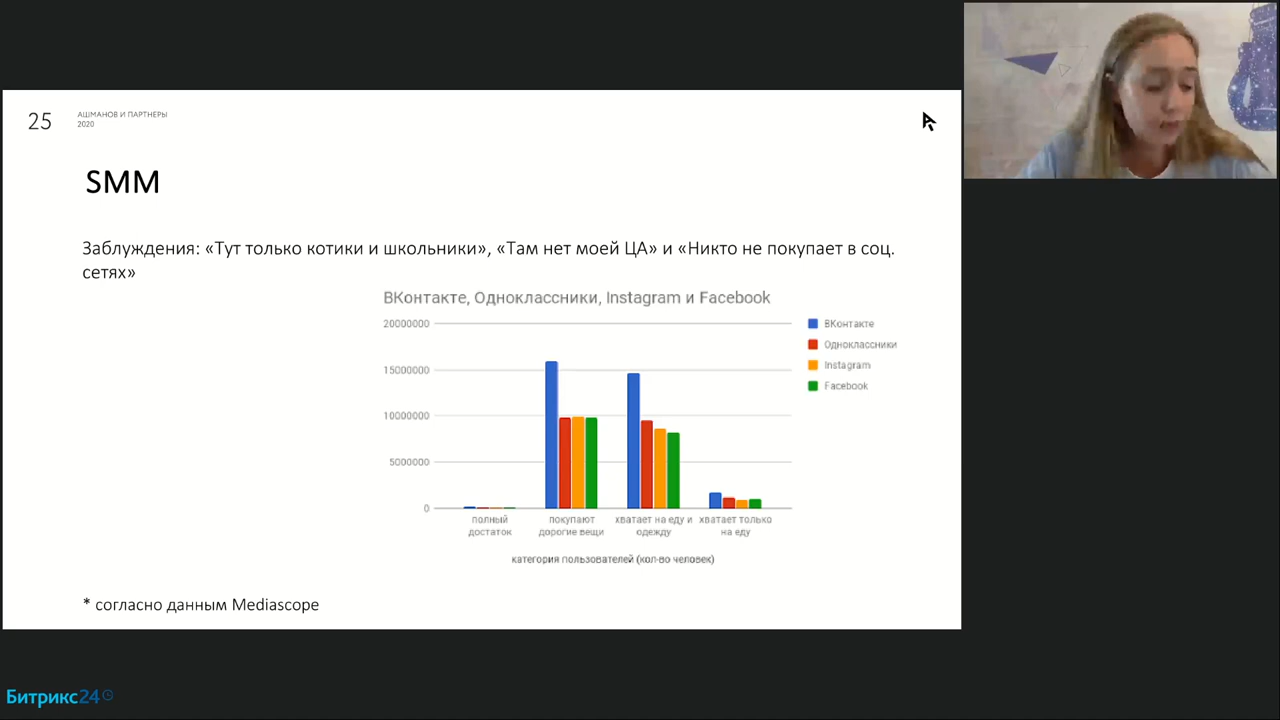 25
АШМАНОВ И ПАРТНЕРЫ
2020
SMM
Заблуждения: «Тут только котики и школьники», «Там нет моей ЦА» и «Никто не покупает в соц.
сетях»
ВКонтакте, Одноклассники, Instagram и Facebook
20000000
15000000
10000000
5000000
0
ВКонтакте
Одноклассники
Instagram
Facebook
полный
достаток
покупают
дорогие вещи
хватает на еду и
одежду
хватает только
на еду
категория пользователей (кол-во человек)
* согласно данным Mediascope
Битрикс24